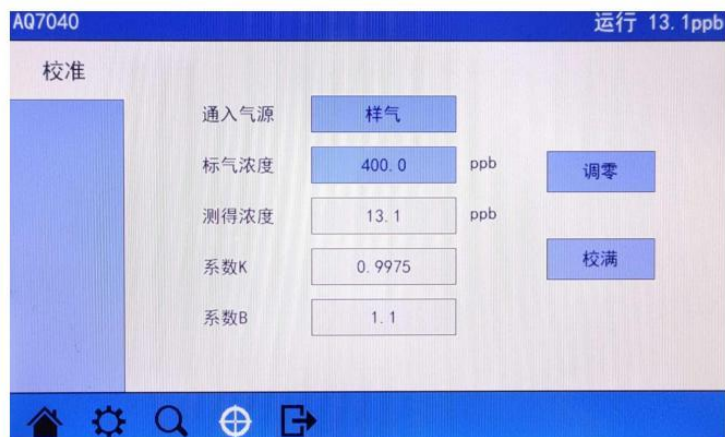 AQ7040 运行 13.1ppb
校准
通入气源 样气
标气浓度 400.0 ppb 调零
测得浓度 13.1 ppb
系数K 0.9975 校满
系数B 1.1